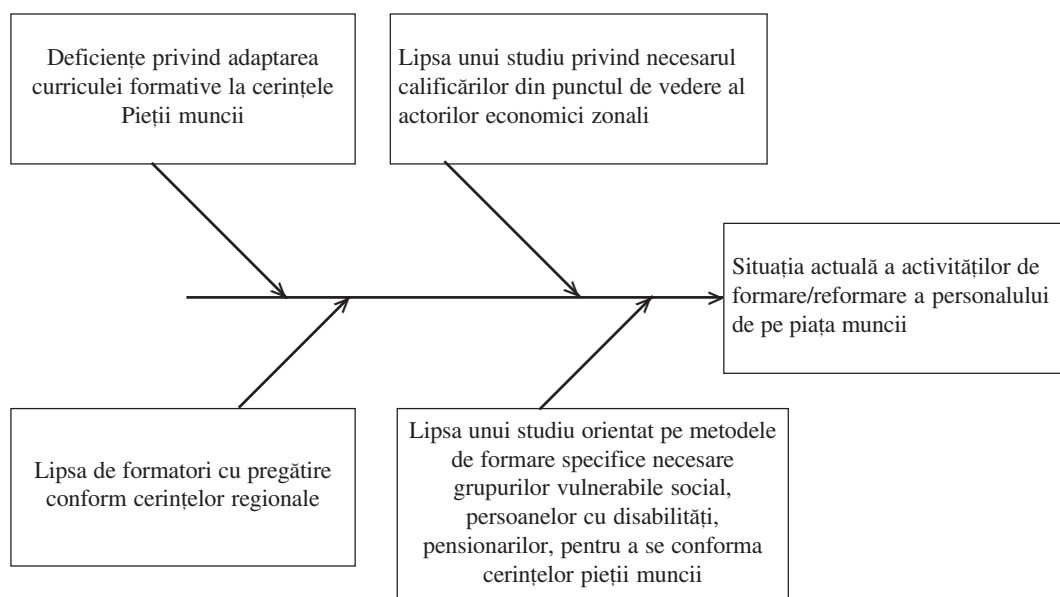 Deficiențe privind adaptarea
curriculei formative la cerințele
Pieții muncii
Lipsa unui studiu privind necesarul
calificărilor din punctul de vedere al
actorilor economici zonali
Situația actuală a activităților de
formare/reformare a personalului
de pe piața muncii
Lipsa de formatori cu pregătire
conform cerințelor regionale
Lipsa unui studiu orientat pe metodele
de formare specifice necesare
grupurilor vulnerabile social,
persoanelor cu disabilități,
pensionarilor, pentru a se conforma
cerințelor pieții muncii